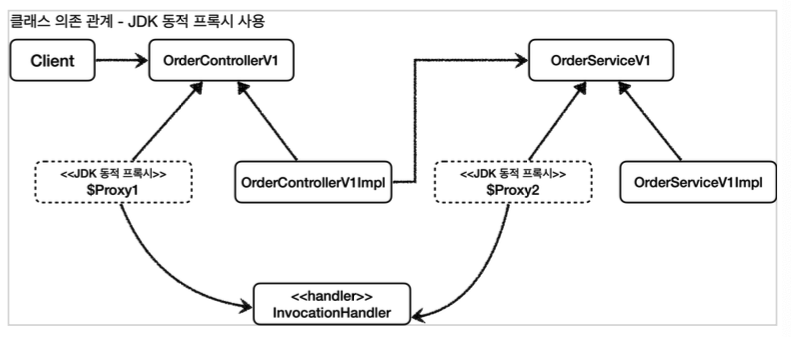 클래스 의존 관계 - JDK 동적 프록시 사용
Client
OrderControllerV1
OrderServiceV1
<<JDK 동적 프록시>>
$Proxy1
OrderControllerV1Impl
<<JDK 동적 프록시>>
$Proxy2
OrderServiceV1Impl
<<handler>>
InvocationHandler